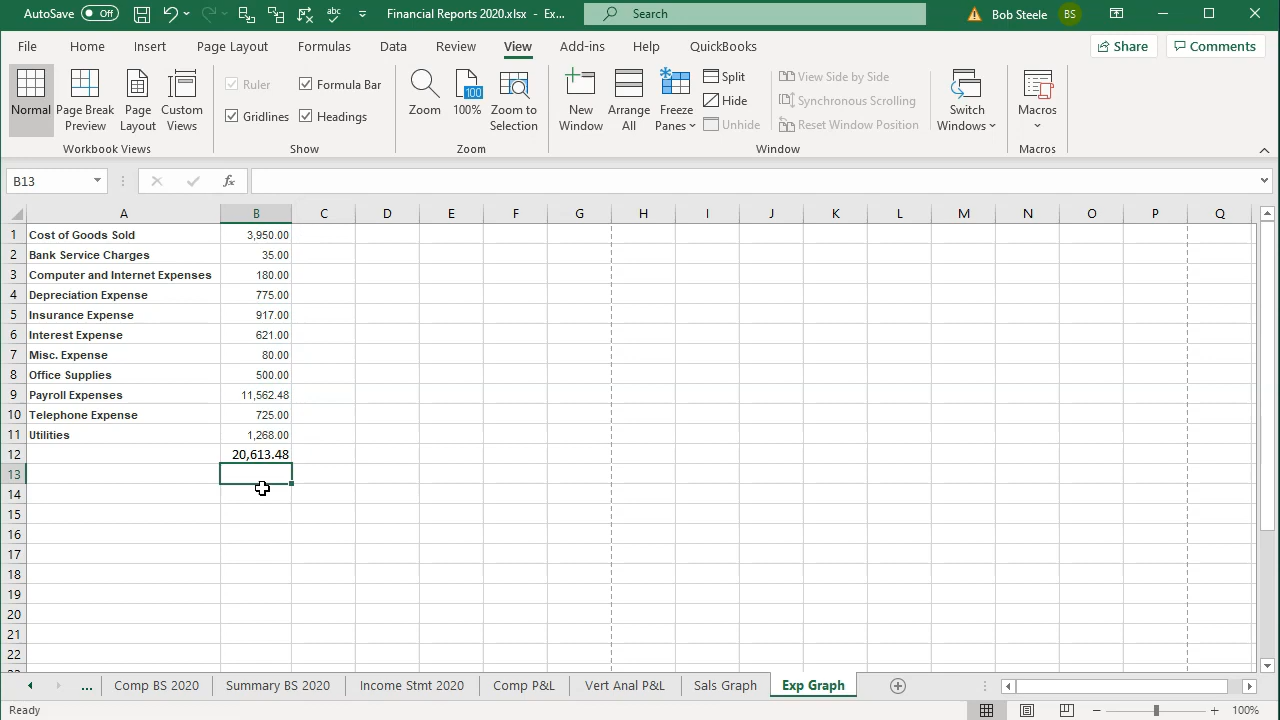 AutoSave Off Financial Reports 2020.xlsx - Ex... Search Bob Steele BS
File Home Insert Page Layout Formulas Data Review View Add-ins Help QuickBooks Share Comments
Normal Page Break Preview Page Layout Custom Views Ruler Formula Bar Gridlines Headings Zoom 100 100% Zoom to Selection New Window Arrange All Freeze Panes Split Hide Unhide View Side by Side Synchronous Scrolling Reset Window Position Switch Windows Macros
Workbook Views Show Zoom Window Macros
B13 fx
A B C D E F G H I J K L M N O P Q
1 Cost of Goods Sold 3,950.00
2 Bank Service Charges 35.00
3 Computer and Internet Expenses 180.00
4 Depreciation Expense 775.00
5 Insurance Expense 917.00
6 Interest Expense 621.00
7 Misc. Expense 80.00
8 Office Supplies 500.00
9 Payroll Expenses 11,562.48
10 Telephone Expense 725.00
11 Utilities 1,268.00
12 20,613.48
13
14
15
16
17
18
19
20
21
22
... Comp BS 2020 Summary BS 2020 Income Stmt 2020 Comp P&L Vert Anal P&L Sals Graph Exp Graph
Ready 100%